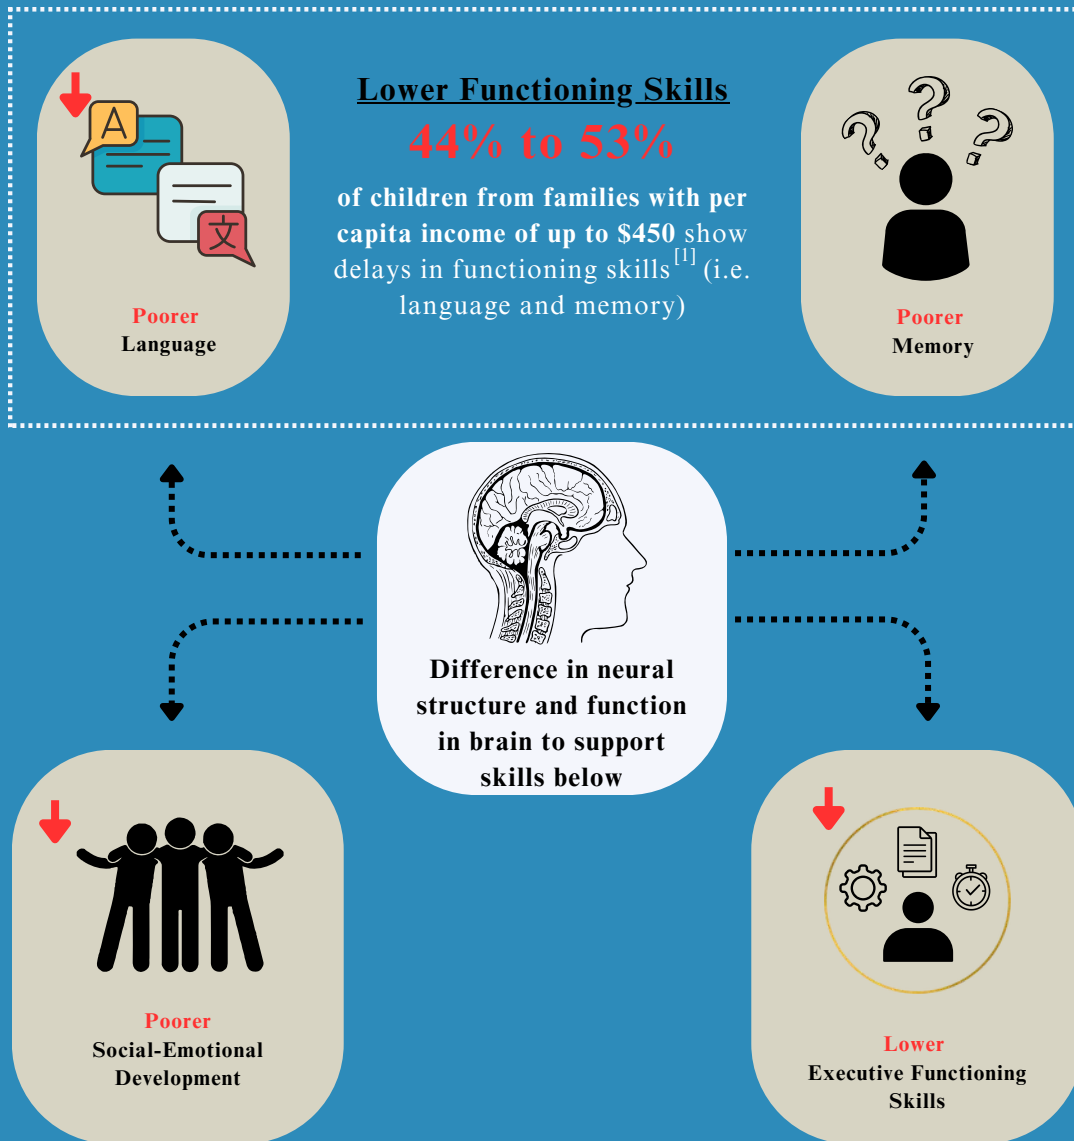 Lower Functioning Skills
44% to 53%
of children from families with per
capita income of up to $450 show
delays in functioning skills[1] (i.e.
language and memory)
A
文
Poorer
Language
Poorer
Memory
Difference in neural
structure and function
in brain to support
skills below
Poorer
Social-Emotional
Development
Lower
Executive Functioning
Skills